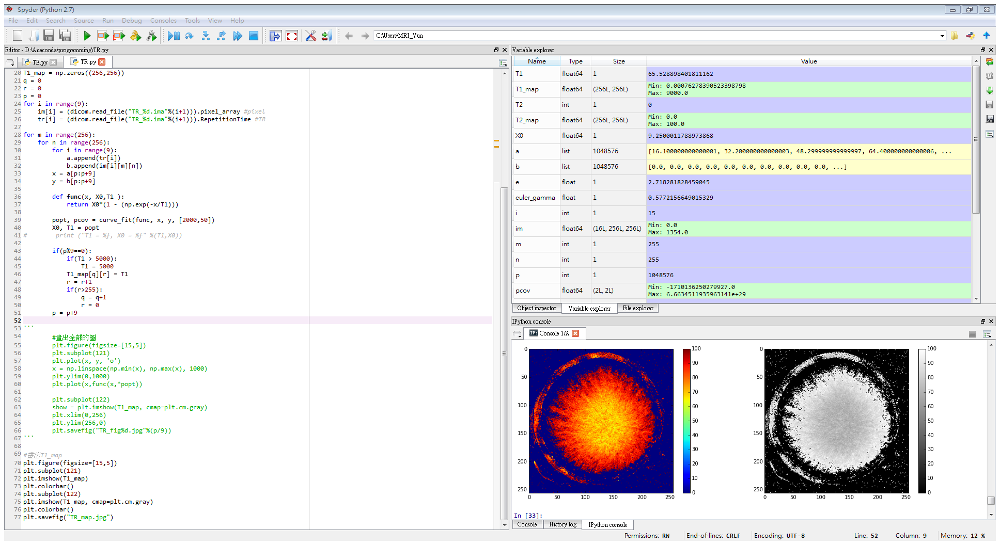 Spyder (Python 2.7)
File Edit Search Source Run Debug Consoles Tools View Help
C:\Users\MRI_Yun
Editor - D:\Anaconda\programming\TR.py
TE.py TR.py
20 T1_map = np.zeros((256,256))
21 q = 0
22 r = 0
23 p = 0
24 for i in range(9):
25     im[i] = (dicom.read_file("TR_%d.ima"%(i+1))).pixel_array #pixel
26     tr[i] = (dicom.read_file("TR_%d.ima"%(i+1))).RepetitionTime #TR
27
28 for m in range(256):
29     for n in range(256):
30         for i in range(9):
31             a.append(tr[i])
32             b.append(im[i][m][n])
33         x = a[p:p+9]
34         y = b[p:p+9]
35
36         def func(x, X0,T1 ):
37             return X0*(1 - (np.exp(-x/T1)))
38
39         popt, pcov = curve_fit(func, x, y, [2000,50])
40         X0, T1 = popt
41 #        print ("T1 = %f, X0 = %f" %(T1,X0))
42
43         if(p%9==0):
44             if(T1 > 5000):
45                 T1 = 5000
46             T1_map[q][r] = T1
47             r = r+1
48             if(r>255):
49                 q = q+1
50                 r = 0
51         p = p+9
52
53 '''
54         #畫出全部的圖
55         plt.figure(figsize=[15,5])
56         plt.subplot(121)
57         plt.plot(x, y, 'o')
58         x = np.linspace(np.min(x), np.max(x), 1000)
59         plt.ylim(0,1000)
60         plt.plot(x,func(x,*popt))
61
62         plt.subplot(122)
63         show = plt.imshow(T1_map, cmap=plt.cm.gray)
64         plt.xlim(0,256)
65         plt.ylim(256,0)
66         plt.savefig("TR_fig%d.jpg"%(p/9))
67 '''
68
69 #畫出T1_map
70 plt.figure(figsize=[15,5])
71 plt.subplot(121)
72 plt.imshow(T1_map)
73 plt.colorbar()
74 plt.subplot(122)
75 plt.imshow(T1_map, cmap=plt.cm.gray)
76 plt.colorbar()
77 plt.savefig("TR_map.jpg")
Variable explorer
Name Type Size Value
T1 float64 1 65.528898401811162
T1_map float64 (256L, 256L) Min: 0.00076278390523398798
Max: 9000.0
T2 int 1 0
T2_map float64 (256L, 256L) Min: 0.0
Max: 100.0
X0 float64 1 9.2500011788973868
a list 1048576 [16.100000000000001, 32.200000000000003, 48.299999999999997, 64.400000000000006, ...
b list 1048576 [0.0, 0.0, 0.0, 0.0, 0.0, 0.0, 0.0, 0.0, 0.0, 0.0, ...]
e float 1 2.718281828459045
euler_gamma float 1 0.5772156649015329
i int 1 15
im float64 (16L, 256L, 256L) Min: 0.0
Max: 1354.0
m int 1 255
n int 1 255
p int 1 1048576
pcov float64 (2L, 2L) Min: -1710136250279927.0
Max: 6.6634511935963141e+29
Object inspector Variable explorer File explorer
IPython console
IP: Console 1/A
0 50 100 150 200 250
0 50 100 150 200 250
100 90 80 70 60 50 40 30 20 10 0
0 50 100 150 200 250
0 50 100 150 200 250
100 90 80 70 60 50 40 30 20 10 0
In [33]:
Console History log IPython console
Permissions: RW End-of-lines: CRLF Encoding: UTF-8 Line: 52 Column: 9 Memory: 12 %